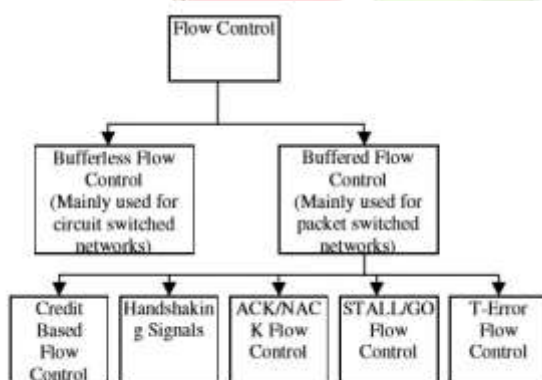 Flow Control
Bufferless Flow
Control
(Mainly used for
circuit switched
networks)
Buffered Flow
Control
(Mainly used for
packet switched
networks)
Credit
Based
Flow
Control
Handshakin
g Signals
ACK/NAC
K Flow
Control
STALL/GO
Flow
Control
T-Error
Flow
Control